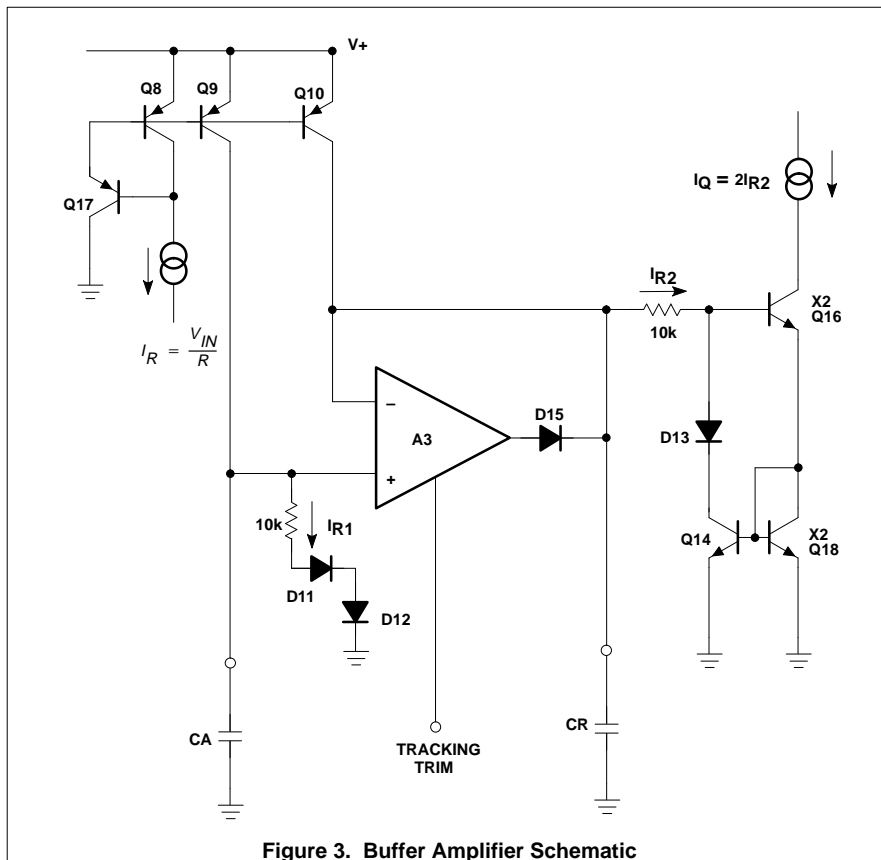 V+
Q8
Q9
Q10
Q17
I_Q = 2I_R2
I_R2
X2
Q16
10k
I_R = V_IN / R
D15
−
A3
+
D13
10k
I_R1
Q14
X2
Q18
D11
D12
CA
CR
TRACKING
TRIM
Figure 3. Buffer Amplifier Schematic